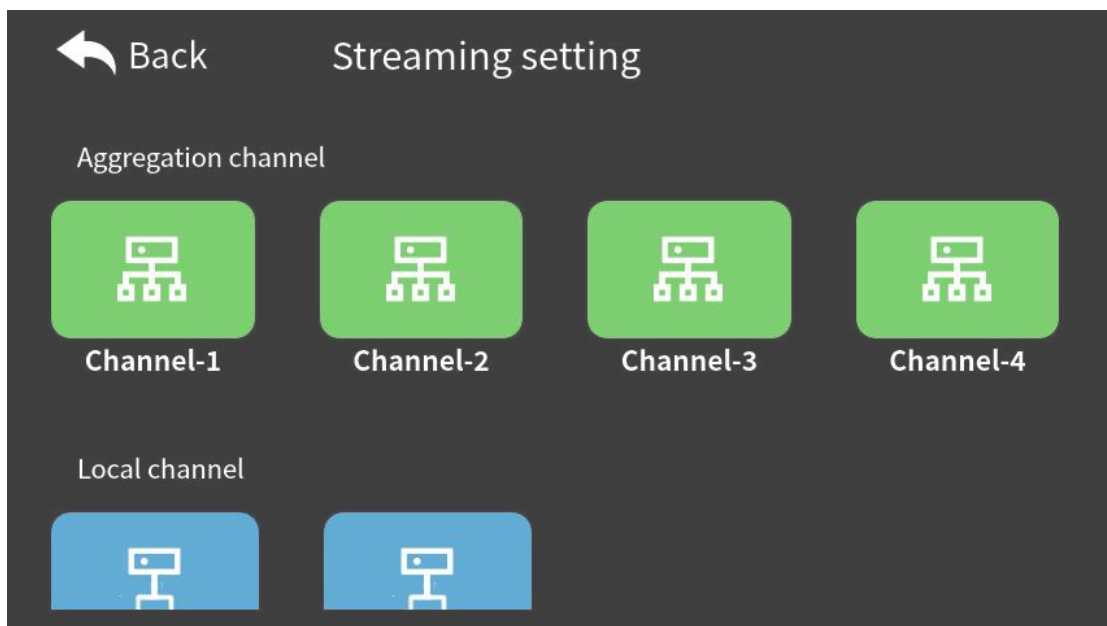 Back
Streaming setting
Aggregation channel
Channel-1
Channel-2
Channel-3
Channel-4
Local channel